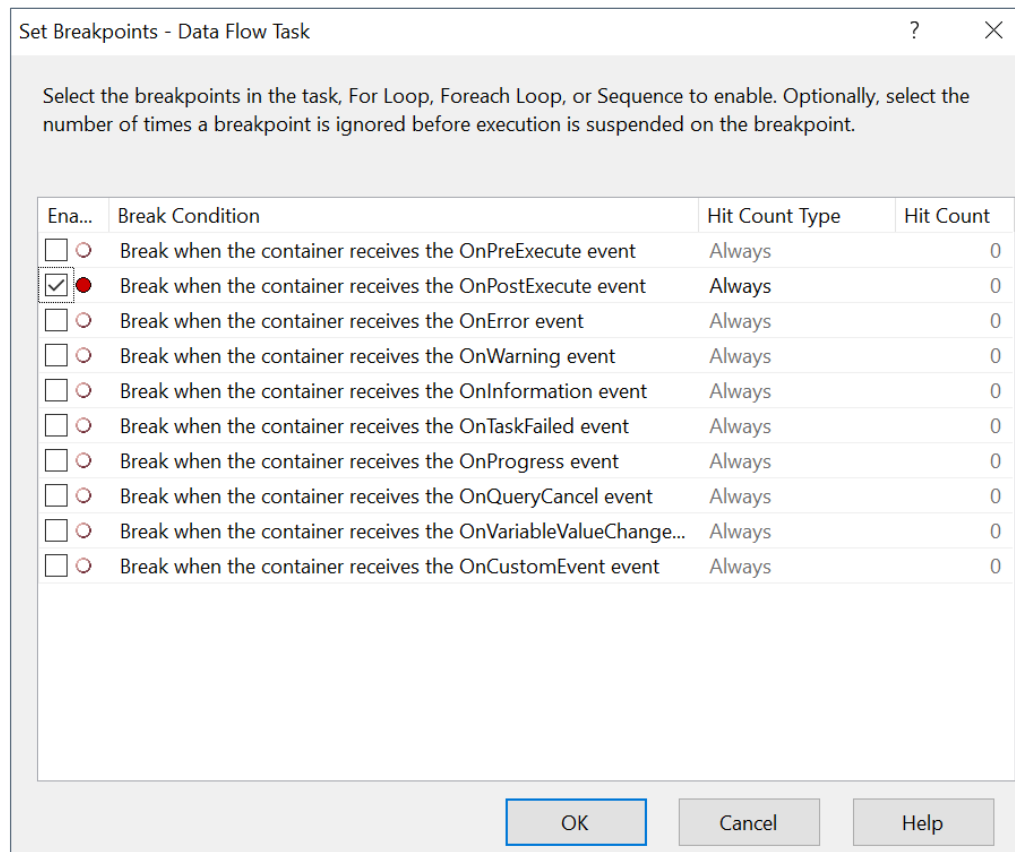 Set Breakpoints - Data Flow Task ?
Select the breakpoints in the task, For Loop, Foreach Loop, or Sequence to enable. Optionally, select the
number of times a breakpoint is ignored before execution is suspended on the breakpoint.
Ena... Break Condition Hit Count Type Hit Count
Break when the container receives the OnPreExecute event Always 0
Break when the container receives the OnPostExecute event Always 0
Break when the container receives the OnError event Always 0
Break when the container receives the OnWarning event Always 0
Break when the container receives the OnInformation event Always 0
Break when the container receives the OnTaskFailed event Always 0
Break when the container receives the OnProgress event Always 0
Break when the container receives the OnQueryCancel event Always 0
Break when the container receives the OnVariableValueChange... Always 0
Break when the container receives the OnCustomEvent event Always 0
OK Cancel Help